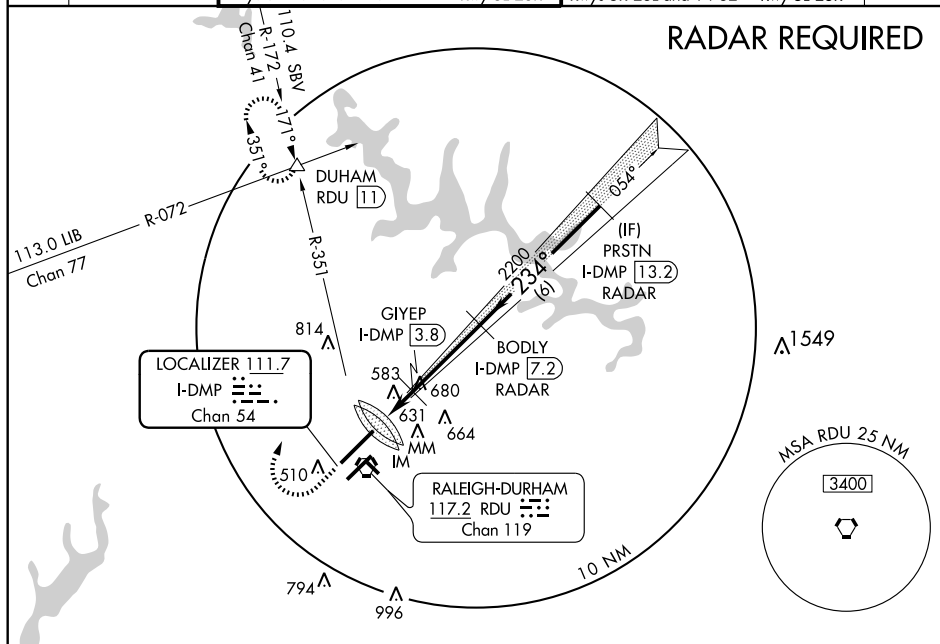 RADAR REQUIRED
110.4 SBV
Chan 41
R-172
171°
351°
DUHAM
RDU 11
R-072
113.0 LIB
Chan 77
R-351
054°
(IF)
PRSTN
I-DMP 13.2
RADAR
2200
234°
(6)
GIYEP
I-DMP 3.8
BODLY
I-DMP 7.2
RADAR
814
1549
LOCALIZER 111.7
I-DMP
Chan 54
583
680
631
664
MM
IM
510
RALEIGH-DURHAM
117.2 RDU
Chan 119
MSA RDU 25 NM
3400
10 NM
794
996